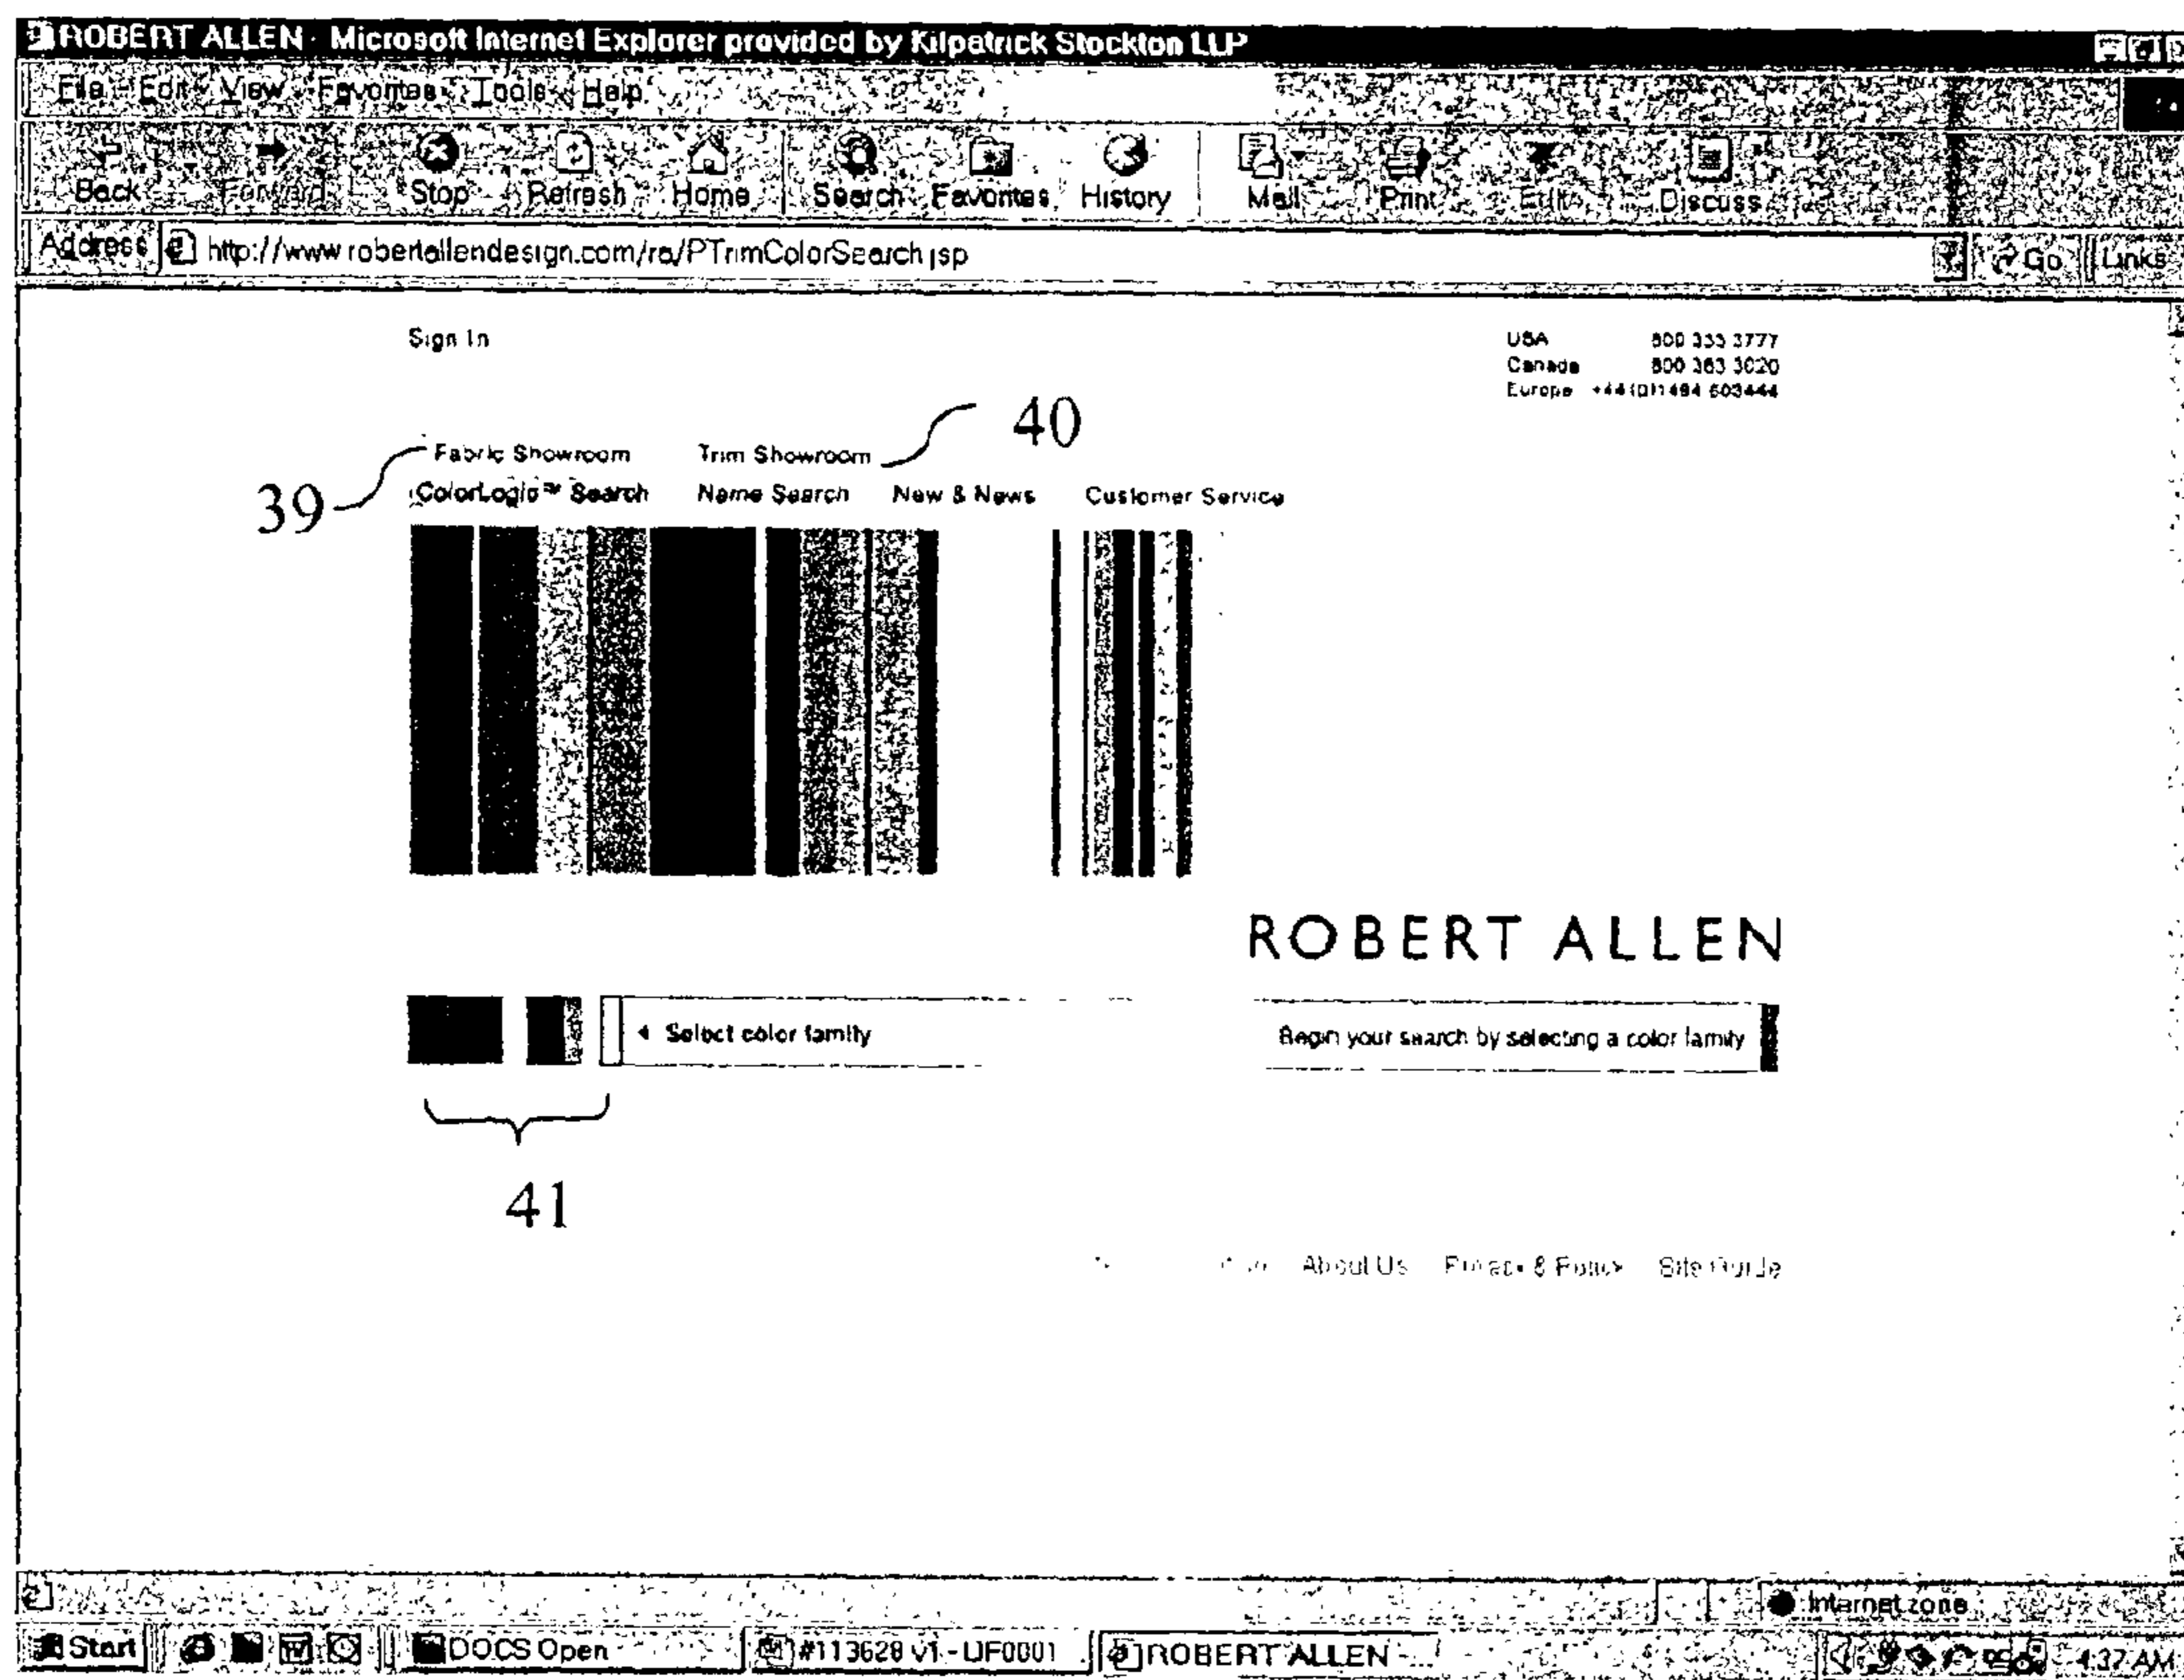 ROBERT ALLEN - Microsoft Internet Explorer provided by Kilpatrick Stockton LLP
File Edit View Favorites Tools Help
Back Forward Stop Refresh Home Search Favorites History Mail Print Edit Discuss
Address http://www.robertallendesign.com/ra/PTrimColorSearch.jsp Go Links
Sign In
USA 800 333 3777
Canada 800 363 3020
Europe +44(0)1494 603444
40
Fabric Showroom Trim Showroom
39
ColorLogic™ Search Name Search New & News Customer Service
ROBERT ALLEN
Select color family Begin your search by selecting a color family
41
About Us Site Guide
Internet zone
Start DOCS Open #113628 v1 - UF0001 ROBERT ALLEN -... 4:37 AM